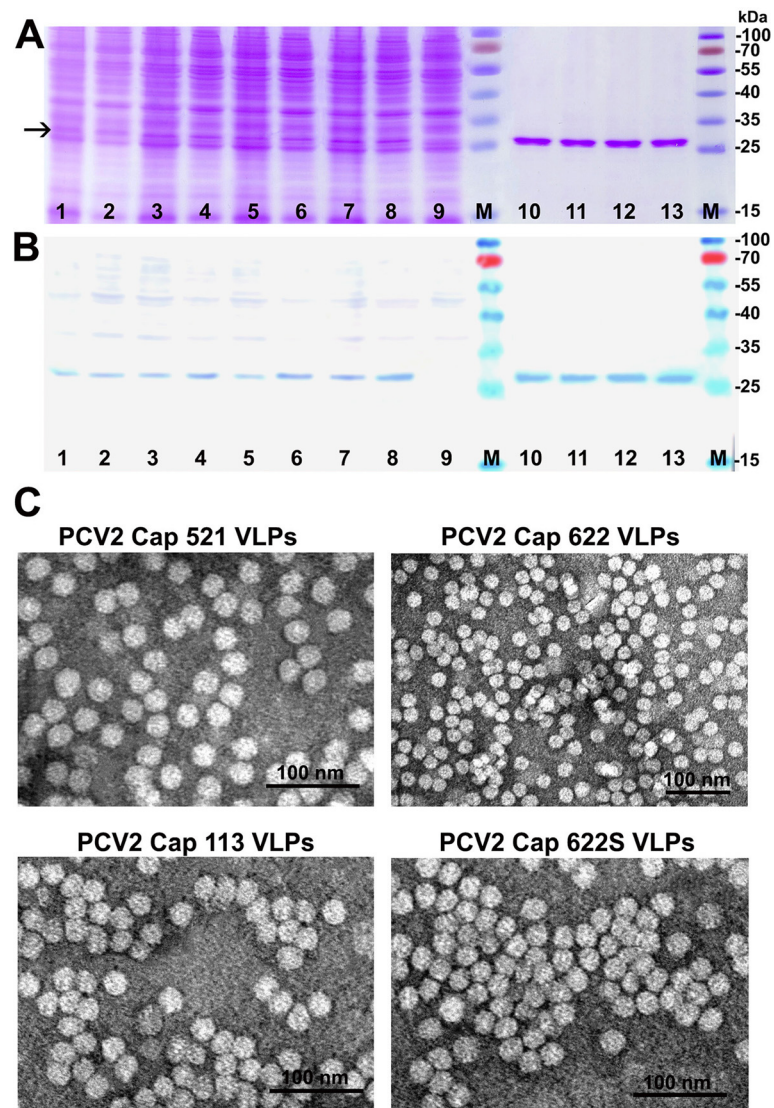 kDa
A
-100
-70
-55
-40
-35
-25
-15
1 2 3 4 5 6 7 8 9 M 10 11 12 13 M
B
-100
-70
-55
-40
-35
-25
-15
1 2 3 4 5 6 7 8 9 M 10 11 12 13 M
C
PCV2 Cap 521 VLPs
PCV2 Cap 622 VLPs
100 nm
100 nm
PCV2 Cap 113 VLPs
PCV2 Cap 622S VLPs
100 nm
100 nm